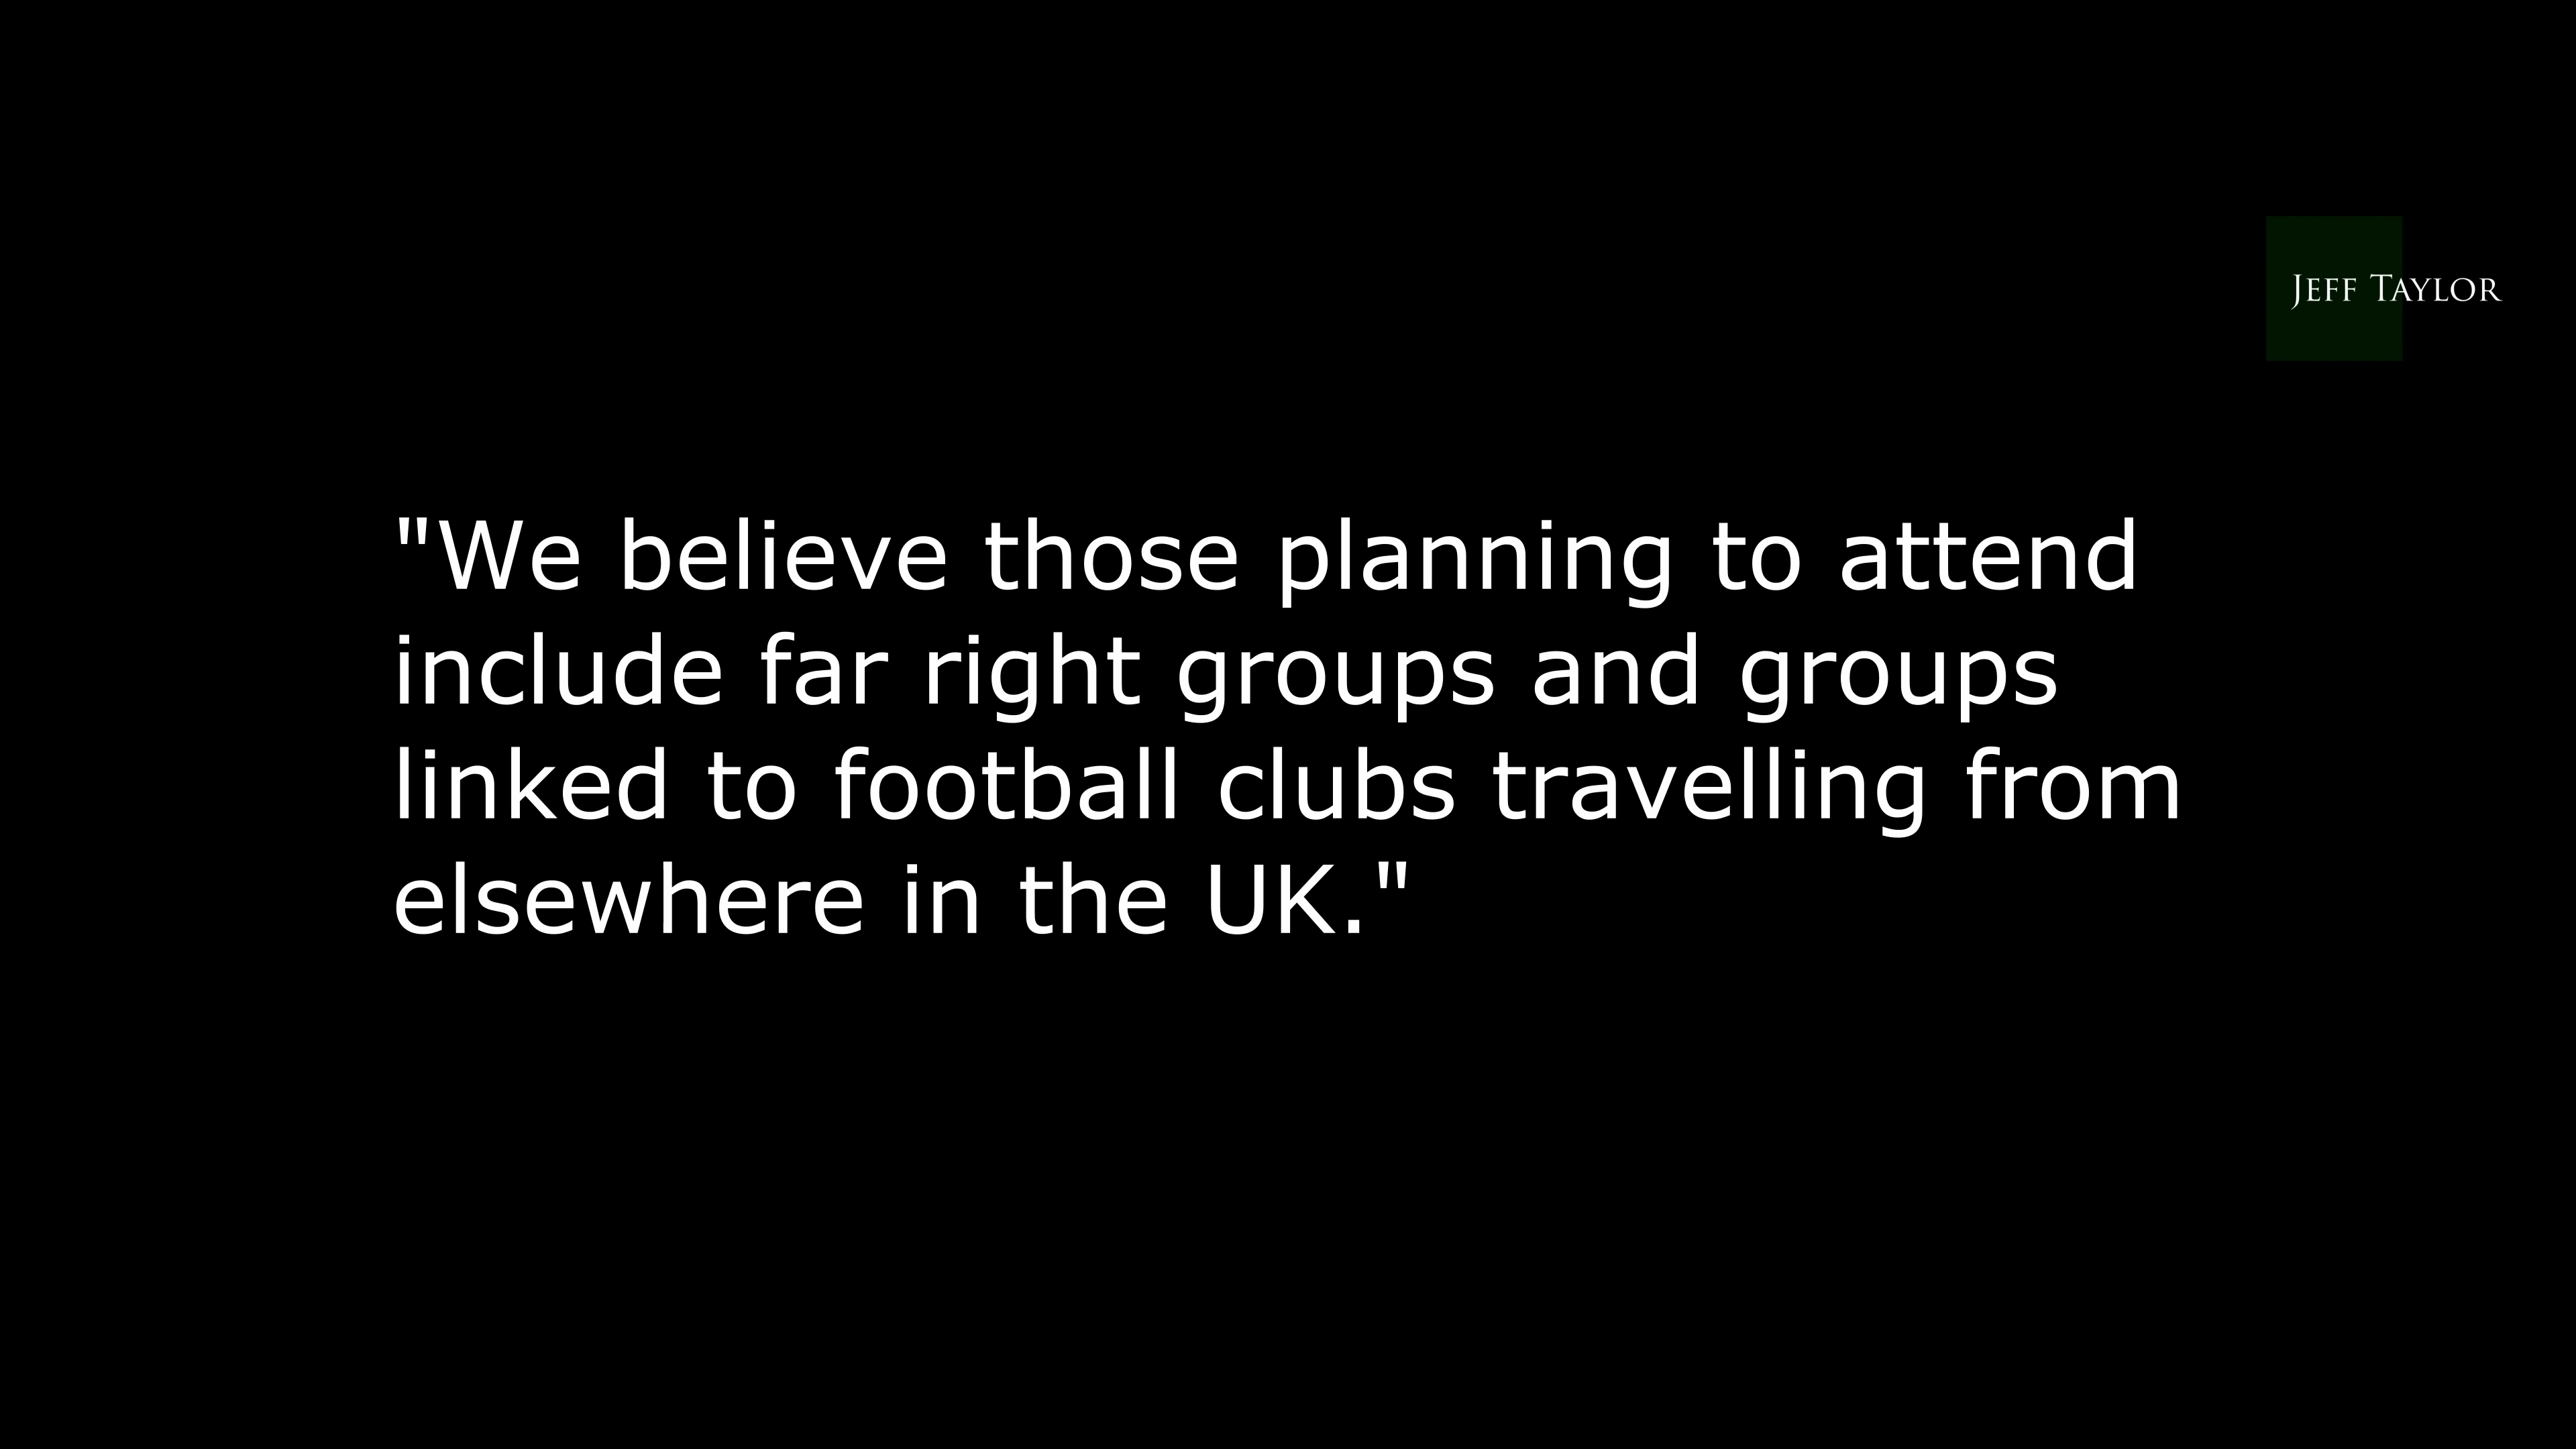 Jeff Taylor
"We believe those planning to attend
include far right groups and groups
linked to football clubs travelling from
elsewhere in the UK."